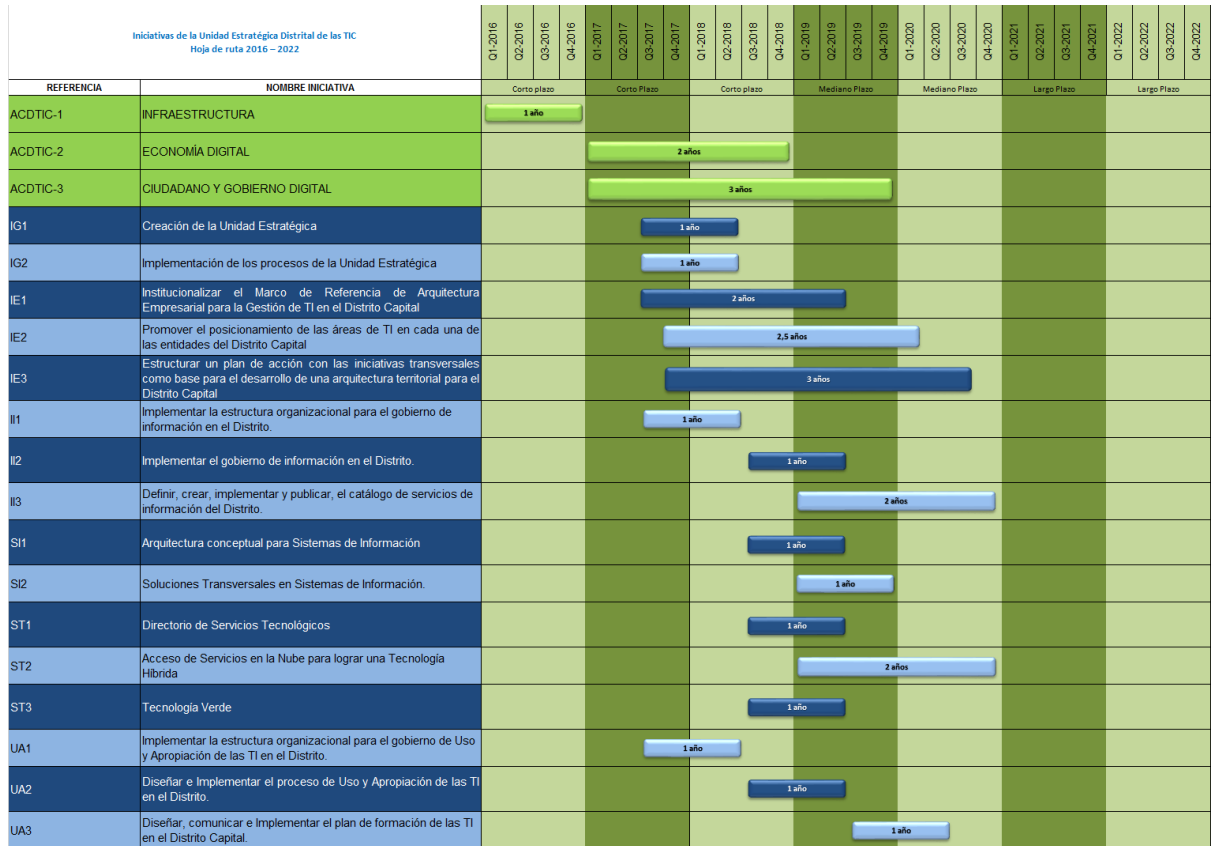 Iniciativas de la Unidad Estratégica Distrital de las TIC
Hoja de ruta 2016 – 2022
Q1-2016 Q2-2016 Q3-2016 Q4-2016 Q1-2017 Q2-2017 Q3-2017 Q4-2017 Q1-2018 Q2-2018 Q3-2018 Q4-2018 Q1-2019 Q2-2019 Q3-2019 Q4-2019 Q1-2020 Q2-2020 Q3-2020 Q4-2020 Q1-2021 Q2-2021 Q3-2021 Q4-2021 Q1-2022 Q2-2022 Q3-2022 Q4-2022
REFERENCIA NOMBRE INICIATIVA Corto plazo Corto Plazo Corto plazo Mediano Plazo Mediano Plazo Largo Plazo Largo Plazo
ACDTIC-1 INFRAESTRUCTURA 1 año
ACDTIC-2 ECONOMÍA DIGITAL 2 años
ACDTIC-3 CIUDADANO Y GOBIERNO DIGITAL 3 años
IG1 Creación de la Unidad Estratégica 1 año
IG2 Implementación de los procesos de la Unidad Estratégica 1 año
IE1 Institucionalizar el Marco de Referencia de Arquitectura
Empresarial para la Gestión de TI en el Distrito Capital 2 años
IE2 Promover el posicionamiento de las áreas de TI en cada una de
las entidades del Distrito Capital 2,5 años
IE3 Estructurar un plan de acción con las iniciativas transversales
como base para el desarrollo de una arquitectura territorial para el
Distrito Capital 3 años
II1 Implementar la estructura organizacional para el gobierno de
información en el Distrito. 1 año
II2 Implementar el gobierno de información en el Distrito. 1 año
II3 Definir, crear, implementar y publicar, el catálogo de servicios de
información del Distrito. 2 años
SI1 Arquitectura conceptual para Sistemas de Información 1 año
SI2 Soluciones Transversales en Sistemas de Información. 1 año
ST1 Directorio de Servicios Tecnológicos 1 año
ST2 Acceso de Servicios en la Nube para lograr una Tecnología
Híbrida 2 años
ST3 Tecnología Verde 1 año
UA1 Implementar la estructura organizacional para el gobierno de Uso
y Apropiación de las TI en el Distrito. 1 año
UA2 Diseñar e Implementar el proceso de Uso y Apropiación de las TI
en el Distrito. 1 año
UA3 Diseñar, comunicar e Implementar el plan de formación de las TI
en el Distrito Capital. 1 año